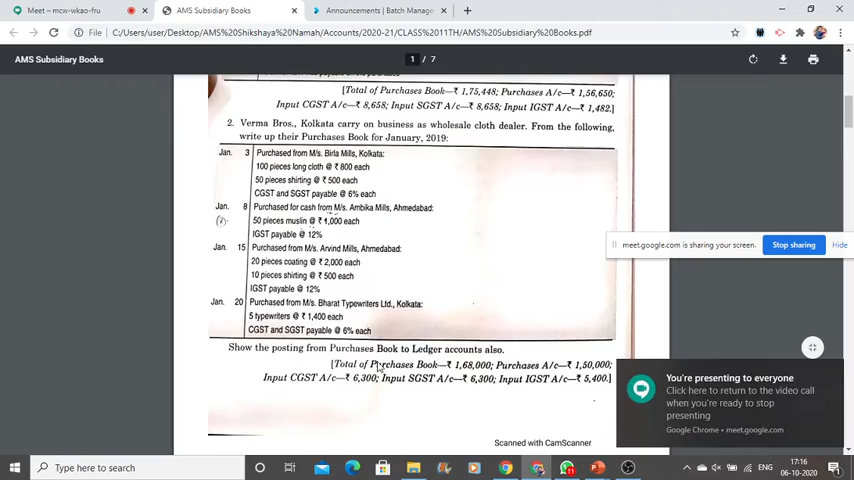 Meet – mcw-wkao-fru
AMS Subsidiary Books
Announcements | Batch Manage
File | C:/Users/user/Desktop/AMS%20Shikshaya%20Namah/Accounts/2020-21/CLASS%2011TH/AMS%20Subsidiary%20Books.pdf
AMS Subsidiary Books
1 / 7
[Total of Purchases Book—₹ 1,75,448; Purchases A/c—₹ 1,56,650;
Input CGST A/c—₹ 8,658; Input SGST A/c—₹ 8,658; Input IGST A/c—₹ 1,482.]
2. Verma Bros., Kolkata carry on business as wholesale cloth dealer. From the following,
write up their Purchases Book for January, 2019:
Jan. 3 Purchased from M/s. Birla Mills, Kolkata:
100 pieces long cloth @ ₹ 800 each
50 pieces shirting @ ₹ 500 each
CGST and SGST payable @ 6% each
Jan. 8 Purchased for cash from M/s. Ambika Mills, Ahmedabad:
50 pieces muslin @ ₹ 1,000 each
IGST payable @ 12%
Jan. 15 Purchased from M/s. Arvind Mills, Ahmedabad:
20 pieces coating @ ₹ 2,000 each
10 pieces shirting @ ₹ 500 each
IGST payable @ 12%
Jan. 20 Purchased from M/s. Bharat Typewriters Ltd., Kolkata:
5 typewriters @ ₹ 1,400 each
CGST and SGST payable @ 6% each
Show the posting from Purchases Book to Ledger accounts also.
[Total of Purchases Book—₹ 1,68,000; Purchases A/c—₹ 1,50,000;
Input CGST A/c—₹ 6,300; Input SGST A/c—₹ 6,300; Input IGST A/c—₹ 5,400.]
Scanned with CamScanner
meet.google.com is sharing your screen.
Stop sharing
Hide
You're presenting to everyone
Click here to return to the video call
when you're ready to stop
presenting
Google Chrome • meet.google.com
Type here to search
ENG
17:16
06-10-2020